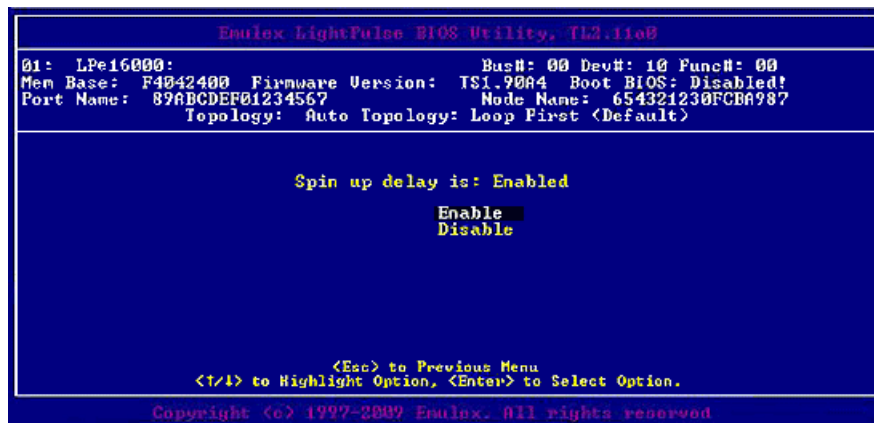 Emulex LightPulse BIOS Utility, TL2.11a0
01: LPe16000: Bus#: 00 Dev#: 10 Func#: 00
Mem Base: F4042400 Firmware Version: TS1.90A4 Boot BIOS: Disabled!
Port Name: 89ABCDEF01234567 Node Name: 654321230FCBA987
Topology: Auto Topology: Loop First (Default)
Spin up delay is: Enabled
Enable
Disable
<Esc> to Previous Menu
<↑/↓> to Highlight Option, <Enter> to Select Option.
Copyright (c) 1997-2009 Emulex. All rights reserved